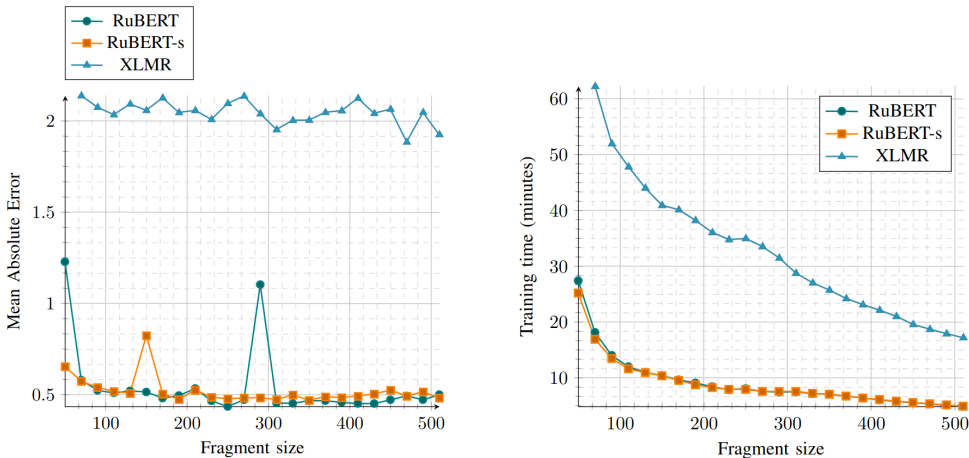 RuBERT
RuBERT-s
XLMR
Mean Absolute Error
2
1.5
1
0.5
100
200
300
400
500
Fragment size
RuBERT
RuBERT-s
XLMR
Training time (minutes)
60
50
40
30
20
10
100
200
300
400
500
Fragment size